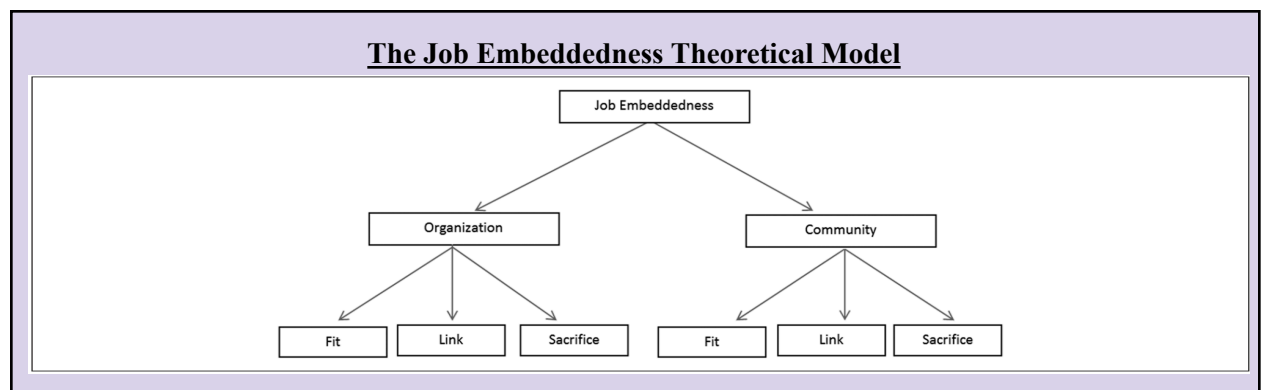 The Job Embeddedness Theoretical Model
Job Embeddedness
Organization
Community
Fit
Link
Sacrifice
Fit
Link
Sacrifice